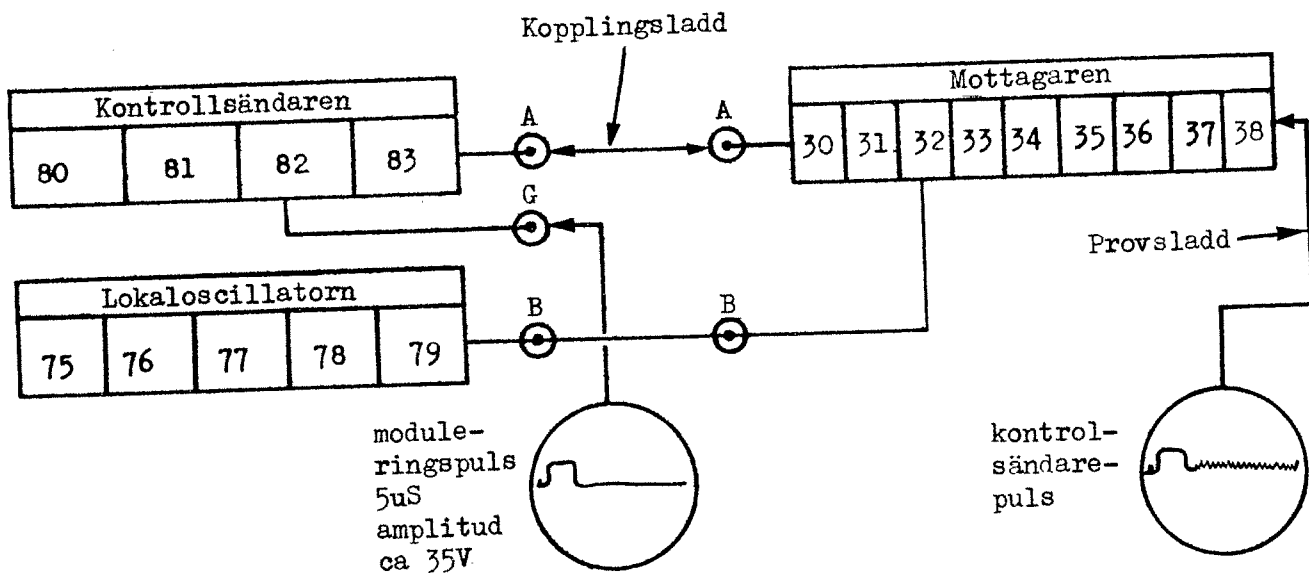 Kopplingsladd
Kontrollsändaren
80 81 82 83
A
A
G
Mottagaren
30 31 32 33 34 35 36 37 38
Provsladd
Lokaloscillatorn
75 76 77 78 79
B
B
module-
ringspuls
5uS
amplitud
ca 35V
kontrol-
sändare-
puls